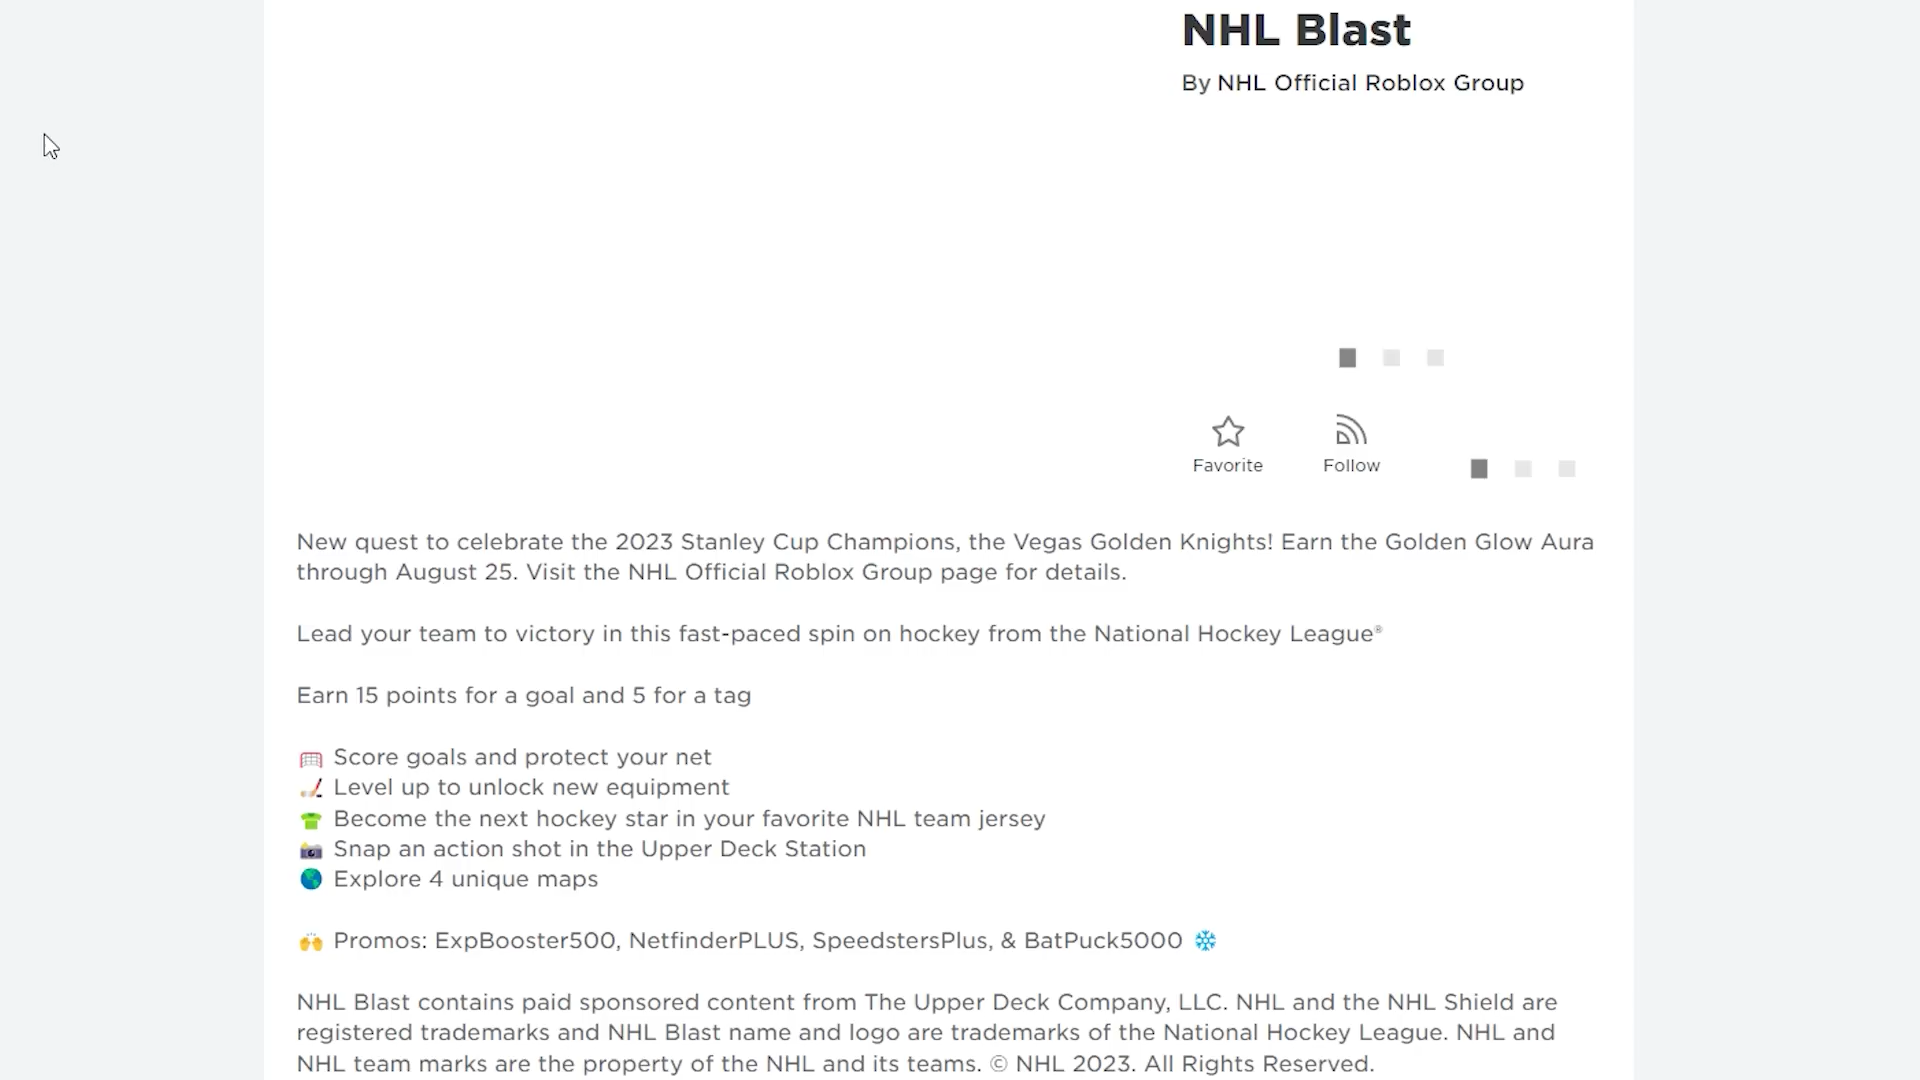 NHL Blast
By NHL Official Roblox Group
Favorite
Follow
New quest to celebrate the 2023 Stanley Cup Champions, the Vegas Golden Knights! Earn the Golden Glow Aura
through August 25. Visit the NHL Official Roblox Group page for details.
Lead your team to victory in this fast-paced spin on hockey from the National Hockey League®
Earn 15 points for a goal and 5 for a tag
🥅 Score goals and protect your net
🏒 Level up to unlock new equipment
👕 Become the next hockey star in your favorite NHL team jersey
📸 Snap an action shot in the Upper Deck Station
🌎 Explore 4 unique maps
🙌 Promos: ExpBooster500, NetfinderPLUS, SpeedstersPlus, & BatPuck5000 ❄️
NHL Blast contains paid sponsored content from The Upper Deck Company, LLC. NHL and the NHL Shield are
registered trademarks and NHL Blast name and logo are trademarks of the National Hockey League. NHL and
NHL team marks are the property of the NHL and its teams. © NHL 2023. All Rights Reserved.